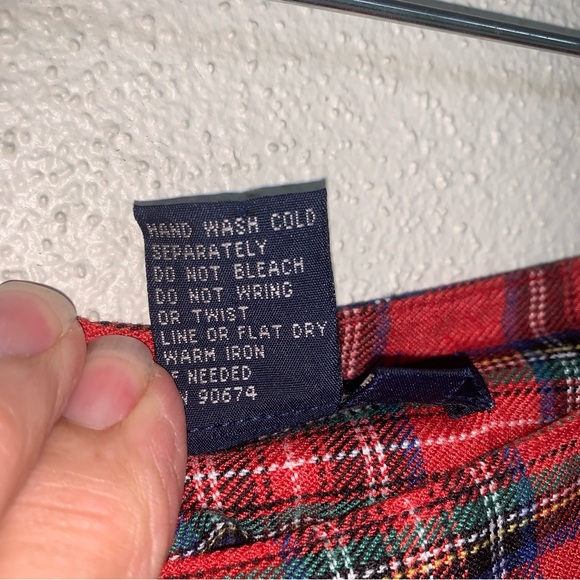 HAND WASH COLD
SEPARATELY
DO NOT BLEACH
DO NOT WRING
OR TWIST
LINE OR FLAT DRY
WARM IRON
NEEDED
90674